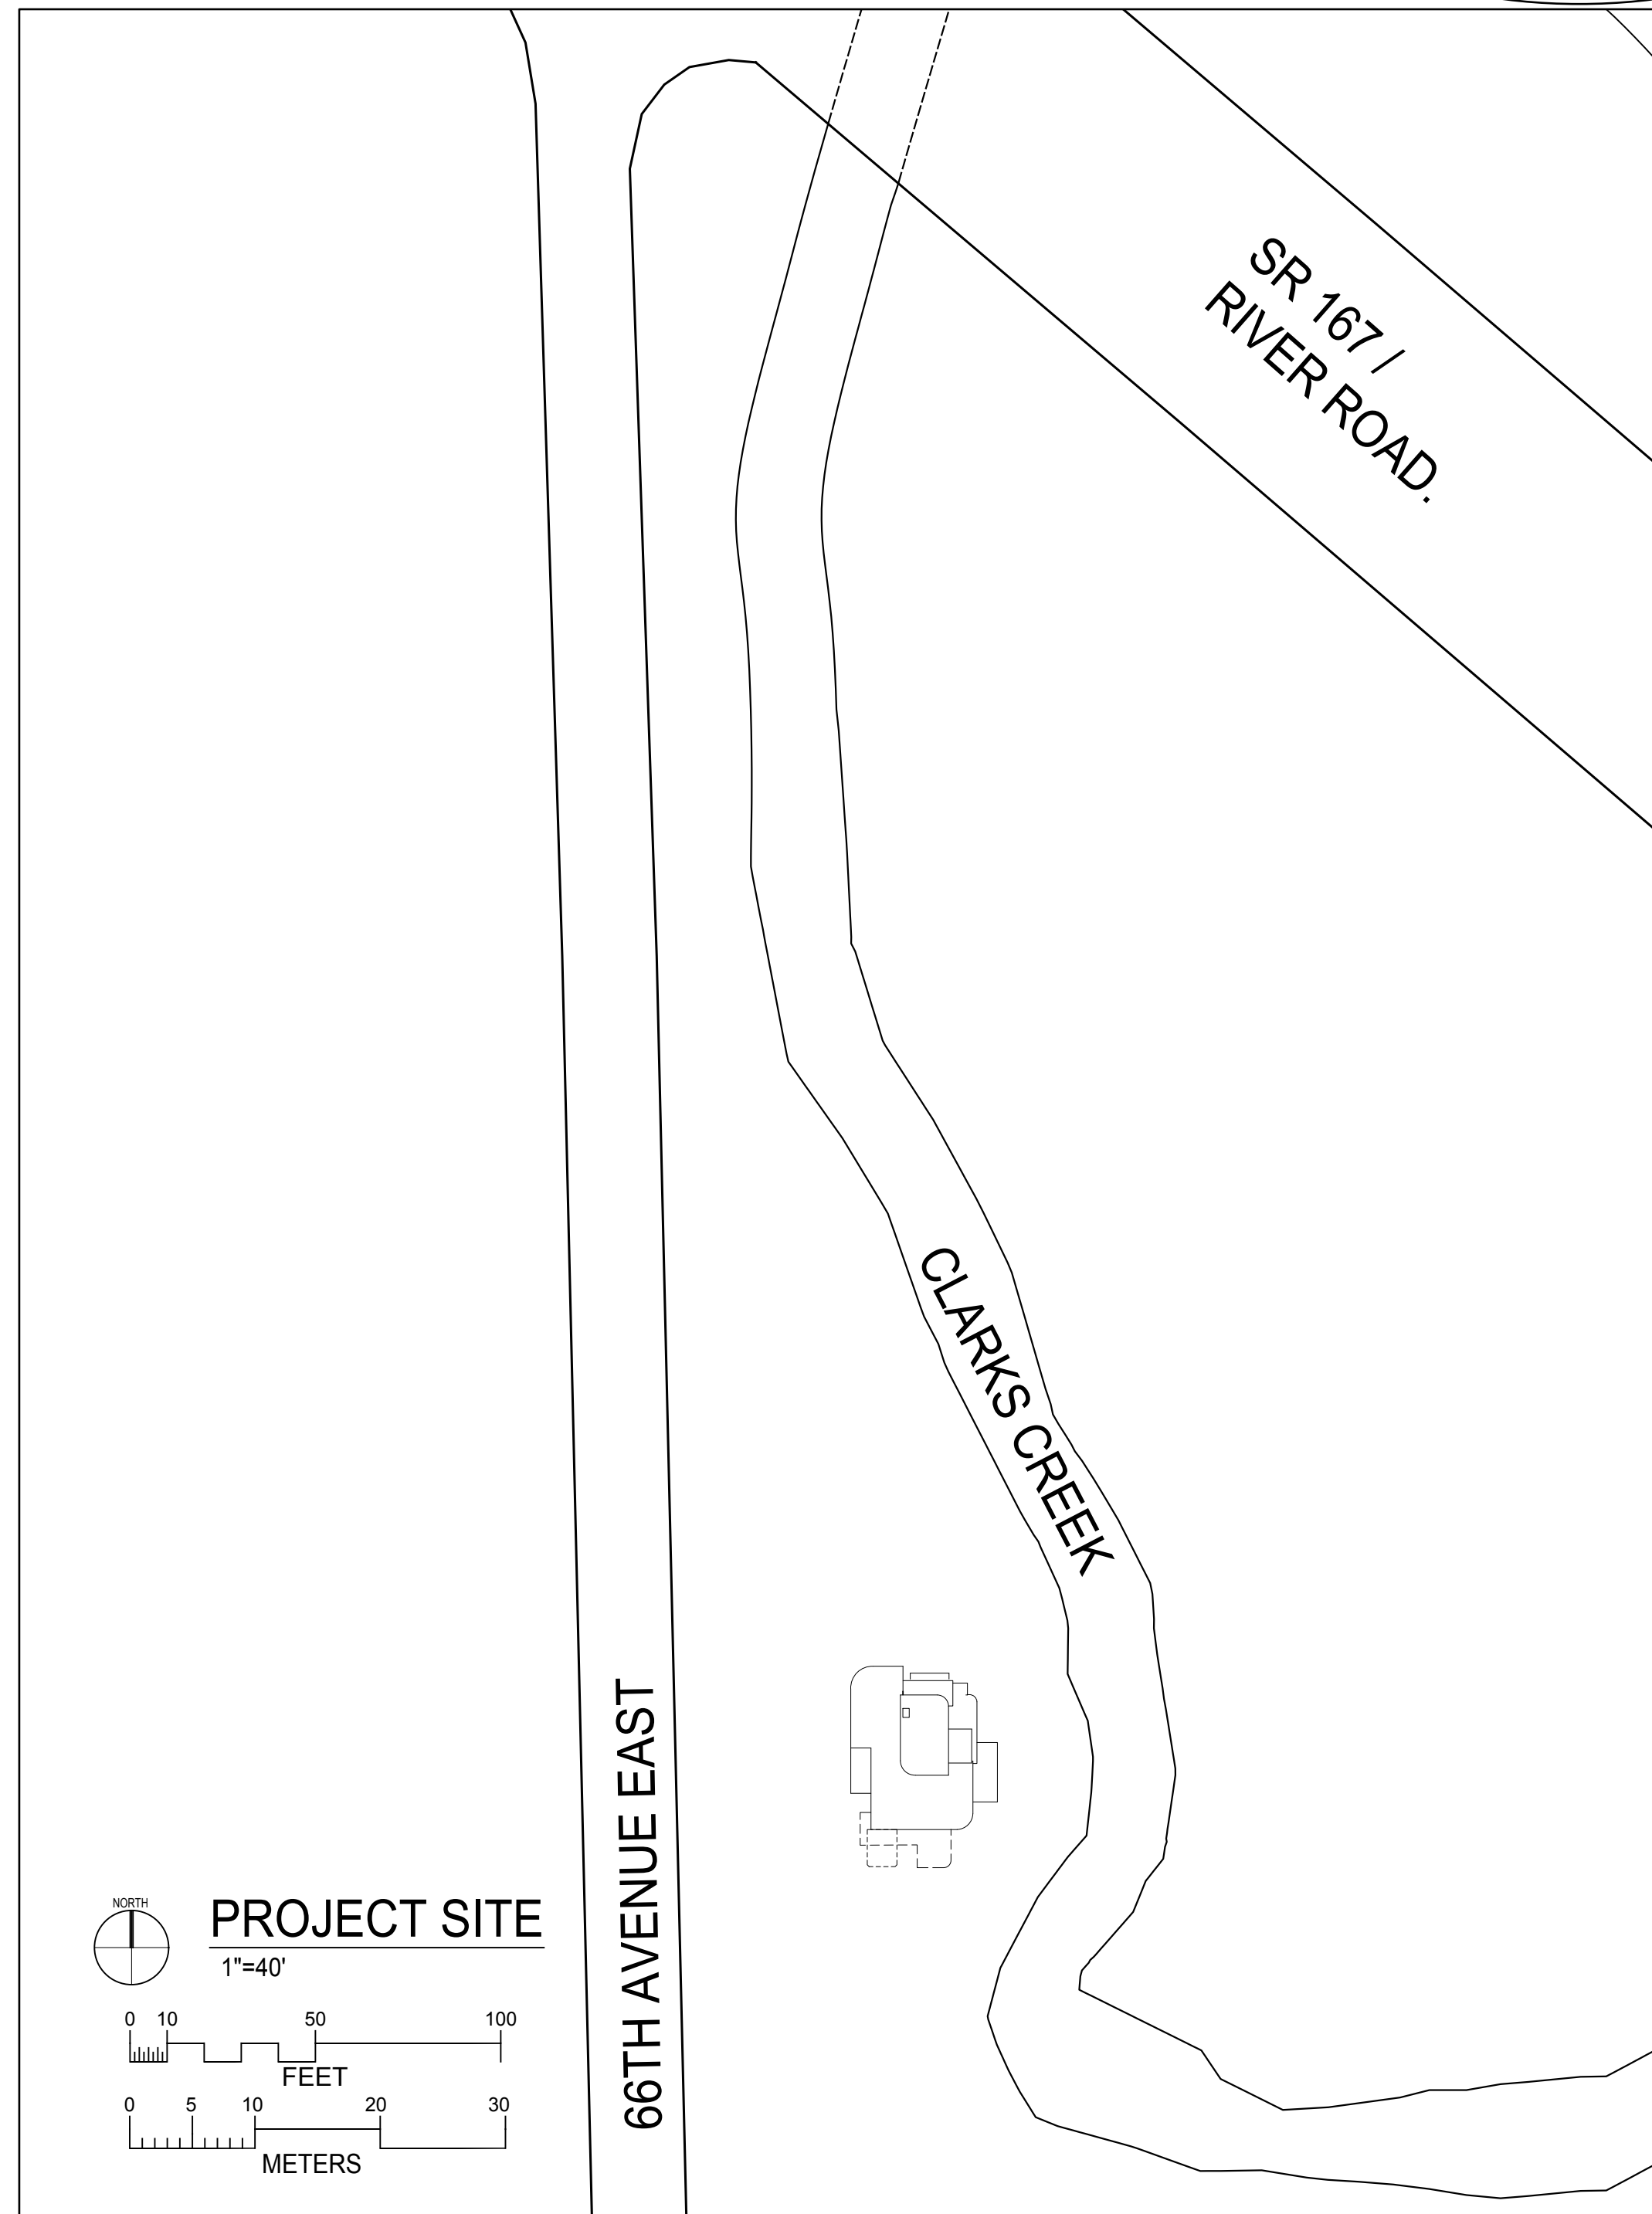 SR 167 /
RIVER ROAD.
CLARKS CREEK
66TH AVENUE EAST
NORTH
PROJECT SITE
1"=40'
0 10 50 100
FEET
0 5 10 20 30
METERS